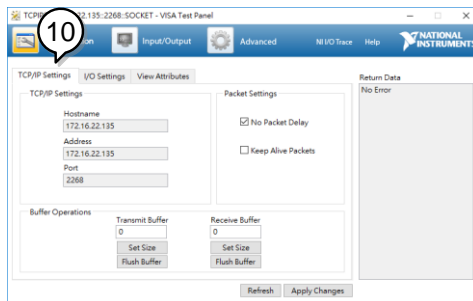 TCPIP 2.135::2268::SOCKET - VISA Test Panel
10
on Input/Output Advanced NI I/O Trace Help NATIONAL INSTRUMENTS
TCP/IP Settings I/O Settings View Attributes
Return Data
No Error
TCP/IP Settings
Packet Settings
Hostname
172.16.22.135
No Packet Delay
Address
172.16.22.135
Keep Alive Packets
Port
2268
Buffer Operations
Transmit Buffer Receive Buffer
0 0
Set Size Set Size
Flush Buffer Flush Buffer
Refresh Apply Changes